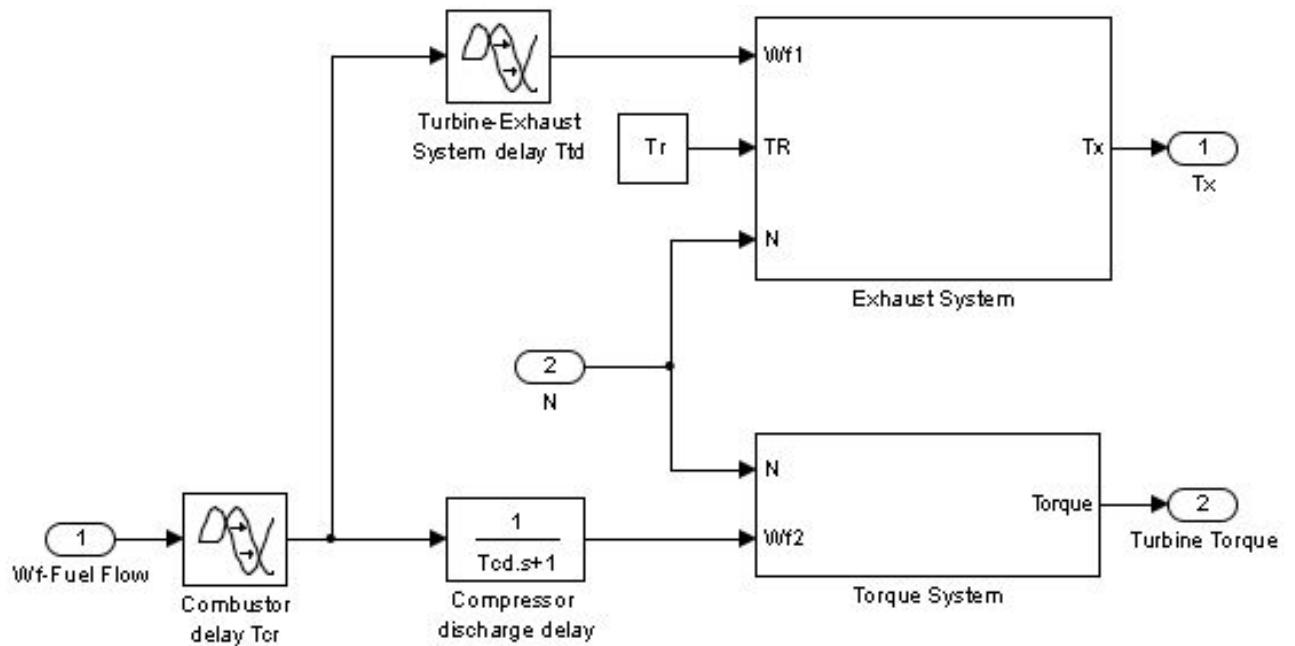 Wf1
Turbine-Exhaust
System delay Ttd
Tr
TR
Tx
1
Tx
N
Exhaust System
2
N
N
Torque
2
Turbine Torque
1
Wf-Fuel Flow
Combustor
delay Tcr
1
Tcd.s+1
Compressor
discharge delay
Wf2
Torque System